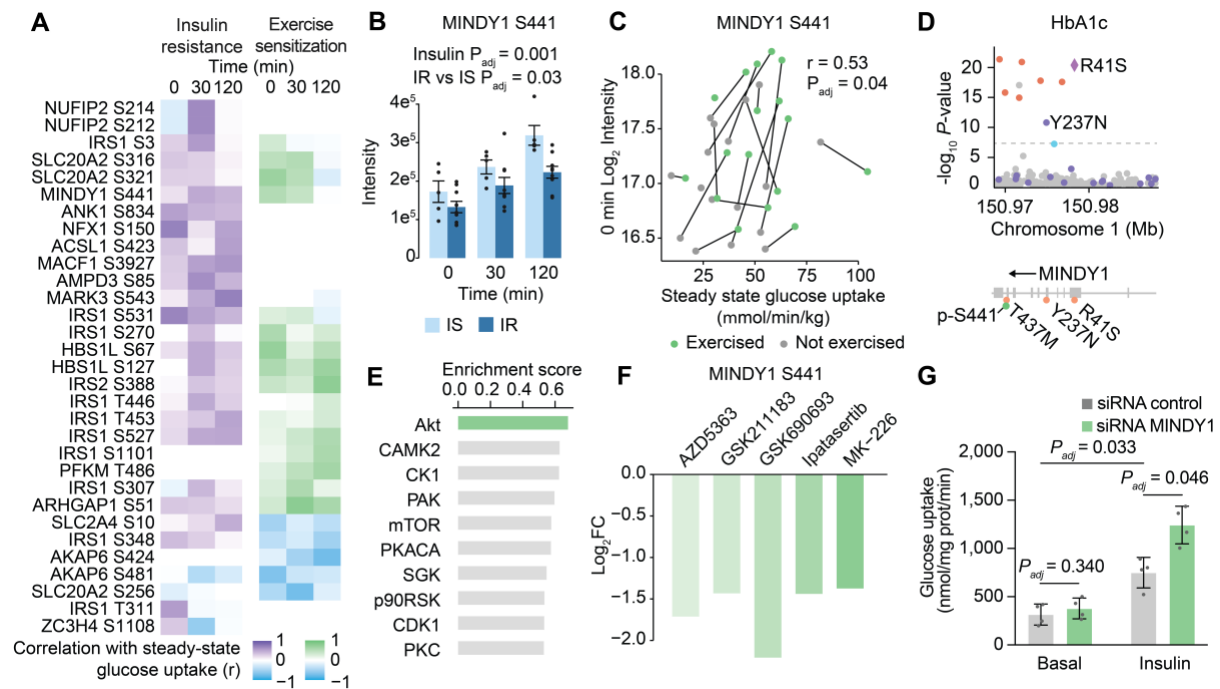 A
Insulin
resistance
Exercise
sensitization
Time (min)
0 30 120 0 30 120
NUFIP2 S214
NUFIP2 S212
IRS1 S3
SLC20A2 S316
SLC20A2 S321
MINDY1 S441
ANK1 S834
NFX1 S150
ACSL1 S423
MACF1 S3927
AMPD3 S85
MARK3 S543
IRS1 S531
IRS1 S270
HBS1L S67
HBS1L S127
IRS2 S388
IRS1 T446
IRS1 T453
IRS1 S527
IRS1 S1101
PFKM T486
IRS1 S307
ARHGAP1 S51
SLC2A4 S10
IRS1 S348
AKAP6 S424
AKAP6 S481
SLC20A2 S256
IRS1 T311
ZC3H4 S1108
Correlation with steady-state
glucose uptake (r)
1 1
0 0
−1 −1
B
MINDY1 S441
Insulin Padj = 0.001
IR vs IS Padj = 0.03
Intensity
4e5
3e5
2e5
1e5
0
0 30 120
Time (min)
IS IR
C
MINDY1 S441
r = 0.53
Padj = 0.04
0 min Log2 Intensity
18.0
17.5
17.0
16.5
25 50 75 100
Steady state glucose uptake
(mmol/min/kg)
Exercised Not exercised
D
HbA1c
-log10 P-value
20
15
10
5
0
R41S
Y237N
150.97 150.98
Chromosome 1 (Mb)
MINDY1
p-S441
T437M
Y237N
R41S
E
Enrichment score
0.0 0.2 0.4 0.6
Akt
CAMK2
CK1
PAK
mTOR
PKACA
SGK
p90RSK
CDK1
PKC
F
MINDY1 S441
AZD5363
GSK211183
GSK690693
Ipatasertib
MK−226
Log2FC
0.0
−0.5
−1.0
−1.5
−2.0
G
siRNA control
siRNA MINDY1
Glucose uptake
(nmol/mg prot/min)
2,000
1,500
1,000
500
0
Padj = 0.033
Padj = 0.046
Padj = 0.340
Basal Insulin